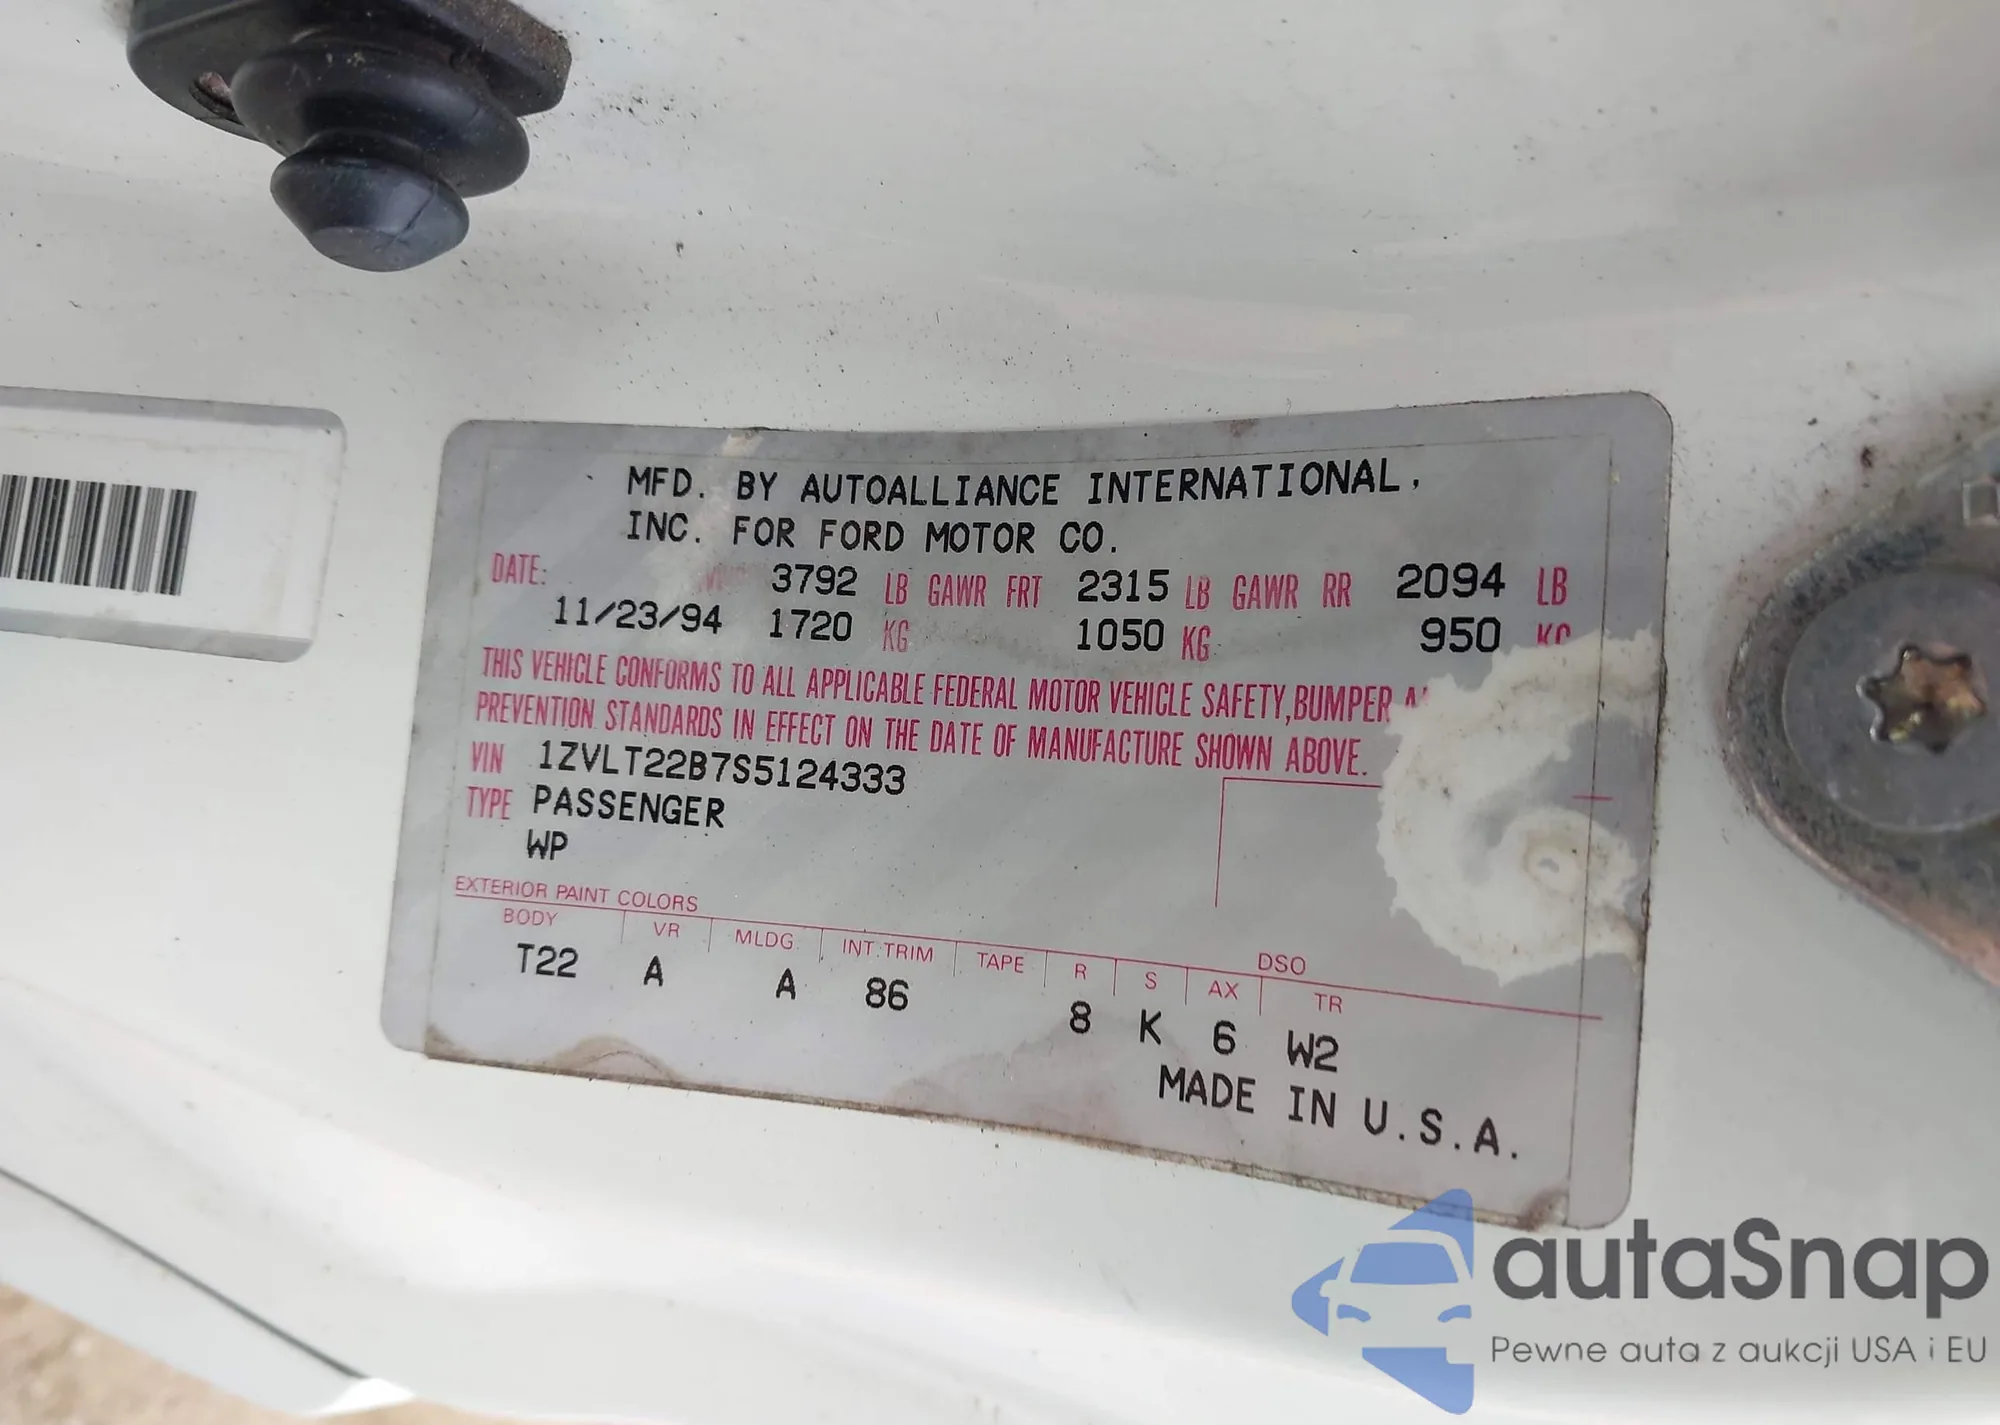 MFD. BY AUTOALLIANCE INTERNATIONAL,
INC. FOR FORD MOTOR CO.
DATE: 3792 LB GAWR FRT 2315 LB GAWR RR 2094 LB
11/23/94 1720 KG 1050 KG 950 KG
THIS VEHICLE CONFORMS TO ALL APPLICABLE FEDERAL MOTOR VEHICLE SAFETY, BUMPER
PREVENTION STANDARDS IN EFFECT ON THE DATE OF MANUFACTURE SHOWN ABOVE.
VIN 1ZVLT22B7S5124333
TYPE PASSENGER
WP
EXTERIOR PAINT COLORS DSO
BODY VR MLDG. INT. TRIM TAPE R S AX TR
T22 A A 86 8 K 6 W2
MADE IN U.S.A.
autaSnap
Pewne auta z aukcji USA i EU